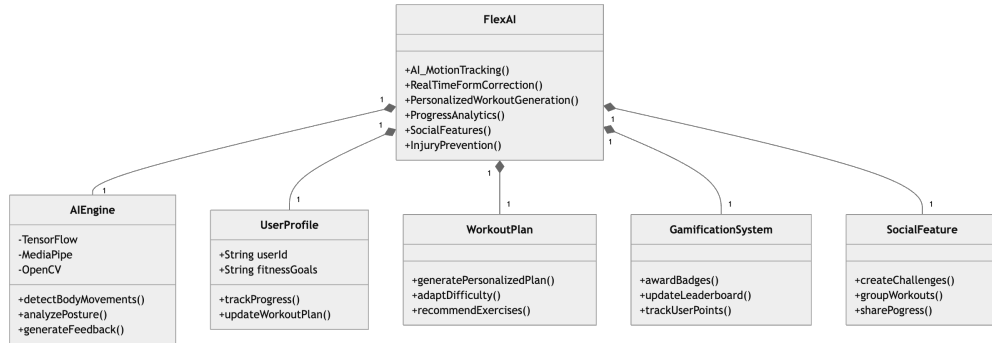 FlexAI
+AI_MotionTracking()
+RealTimeFormCorrection()
+PersonalizedWorkoutGeneration()
+ProgressAnalytics()
+SocialFeatures()
+InjuryPrevention()
1
1
1
1
1
1
1
1
1
1
AIEngine
-TensorFlow
-MediaPipe
-OpenCV
+detectBodyMovements()
+analyzePosture()
+generateFeedback()
UserProfile
+String userId
+String fitnessGoals
+trackProgress()
+updateWorkoutPlan()
WorkoutPlan
+generatePersonalizedPlan()
+adaptDifficulty()
+recommendExercises()
GamificationSystem
+awardBadges()
+updateLeaderboard()
+trackUserPoints()
SocialFeature
+createChallenges()
+groupWorkouts()
+sharePogress()